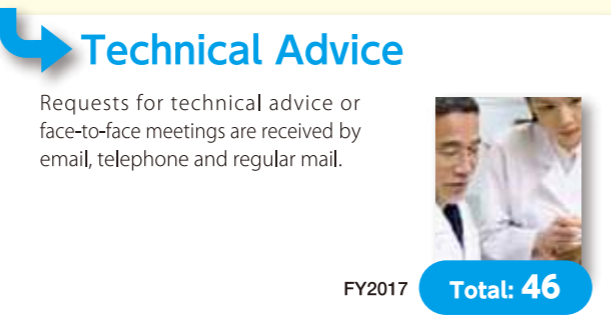 Technical Advice
Requests for technical advice or
face-to-face meetings are received by
email, telephone and regular mail.
FY2017 Total: 46